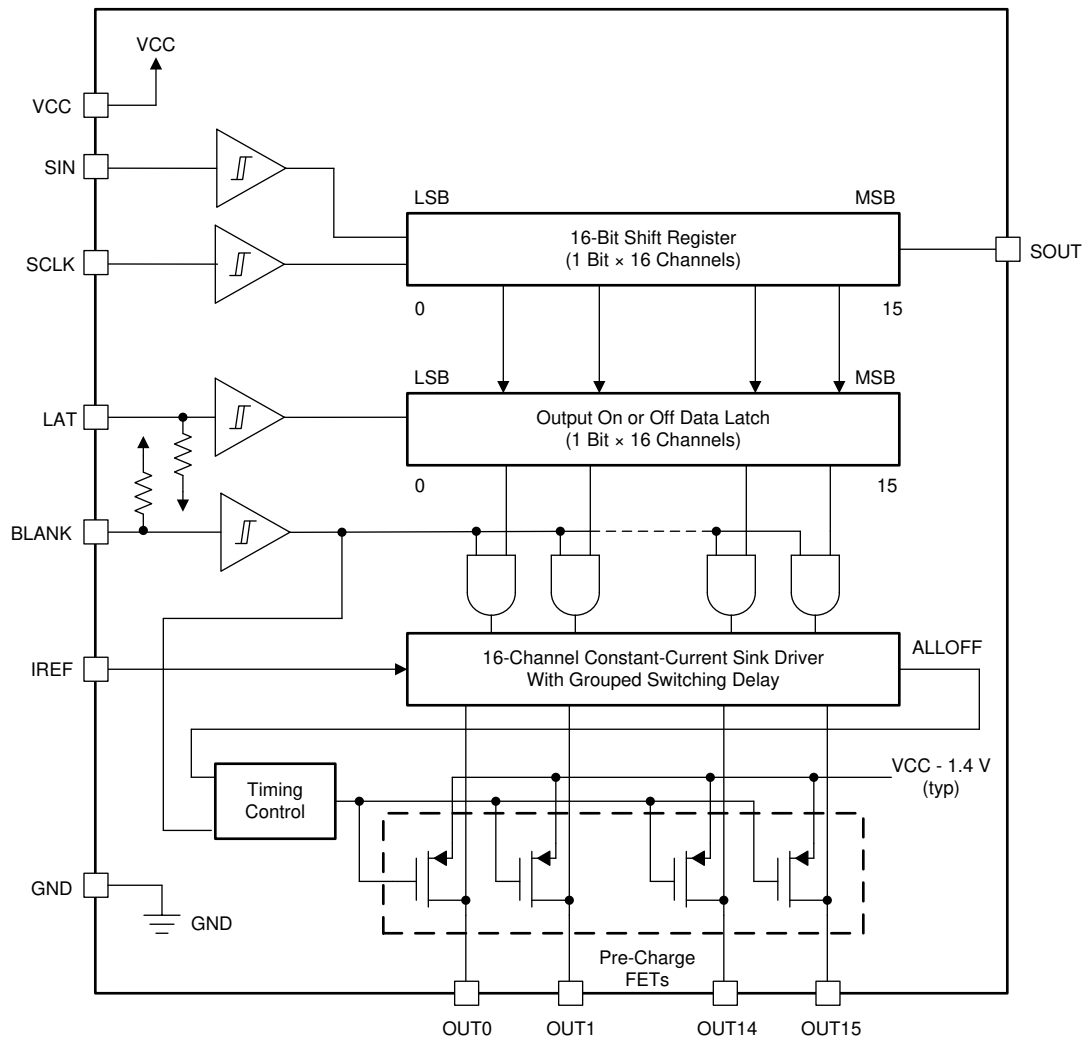 VCC
VCC
SIN
LSB
MSB
16-Bit Shift Register
(1 Bit × 16 Channels)
SCLK
SOUT
0
15
LSB
MSB
LAT
Output On or Off Data Latch
(1 Bit × 16 Channels)
0
15
BLANK
IREF
16-Channel Constant-Current Sink Driver
With Grouped Switching Delay
ALLOFF
Timing
Control
VCC - 1.4 V
(typ)
GND
GND
Pre-Charge
FETs
OUT0
OUT1
OUT14
OUT15